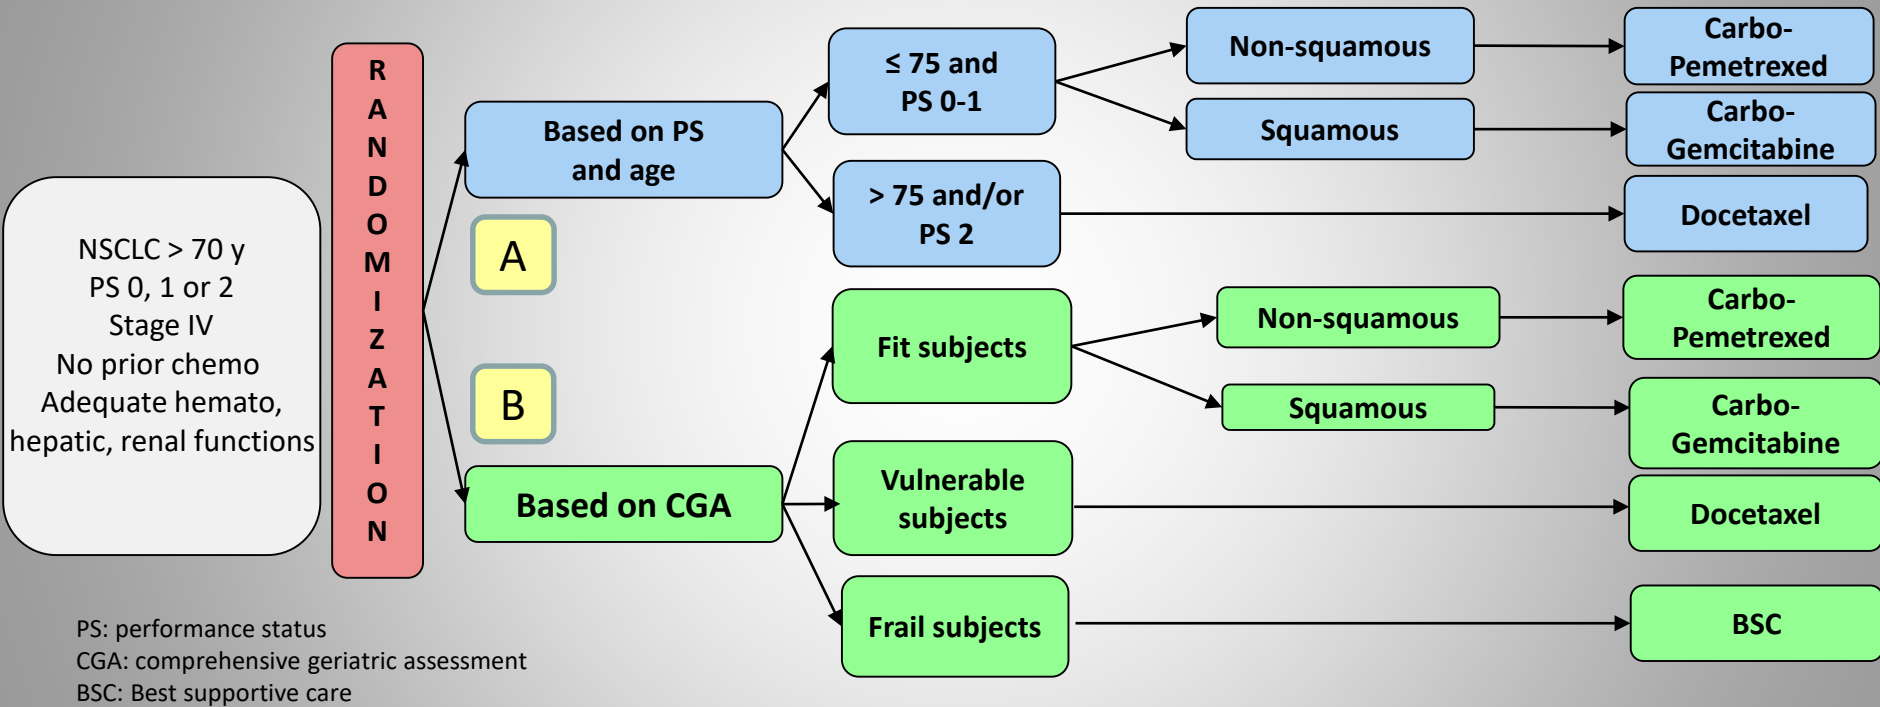 NSCLC > 70 y
PS 0, 1 or 2
Stage IV
No prior chemo
Adequate hemato,
hepatic, renal functions
R
A
N
D
O
M
I
Z
A
T
I
O
N
Based on PS
and age
A
≤ 75 and
PS 0-1
Non-squamous
Carbo-
Pemetrexed
Squamous
Carbo-
Gemcitabine
> 75 and/or
PS 2
Docetaxel
B
Based on CGA
Fit subjects
Non-squamous
Carbo-
Pemetrexed
Squamous
Carbo-
Gemcitabine
Vulnerable
subjects
Docetaxel
Frail subjects
BSC
PS: performance status
CGA: comprehensive geriatric assessment
BSC: Best supportive care